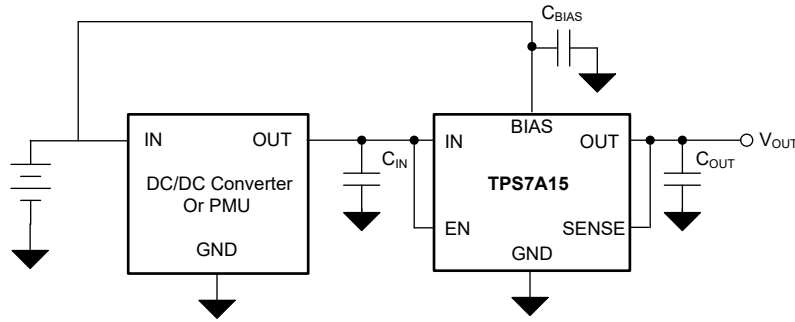 CBIAS
IN
OUT
DC/DC Converter
Or PMU
GND
CIN
IN
BIAS
OUT
TPS7A15
EN
SENSE
GND
COUT
VOUT